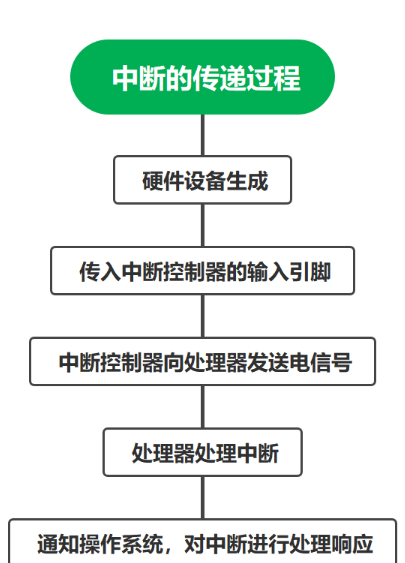 中断的传递过程
硬件设备生成
传入中断控制器的输入引脚
中断控制器向处理器发送电信号
处理器处理中断
通知操作系统，对中断进行处理响应